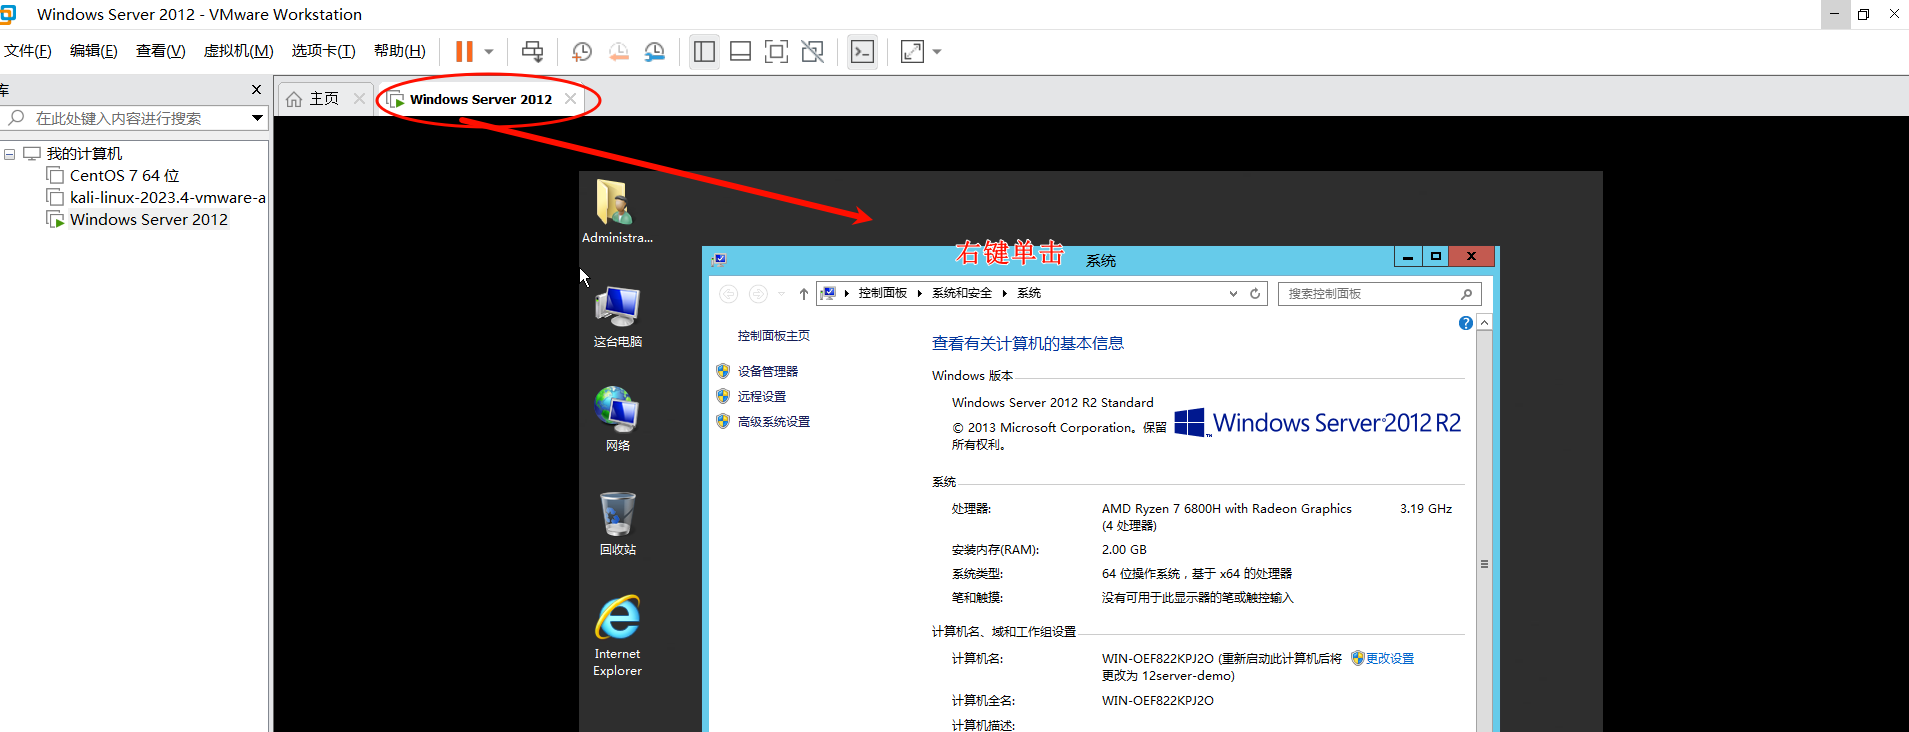 Windows Server 2012 - VMware Workstation
文件(F) 编辑(E) 查看(V) 虚拟机(M) 选项卡(T) 帮助(H)
库
主页
Windows Server 2012
在此处键入内容进行搜索
我的计算机
CentOS 7 64 位
kali-linux-2023.4-vmware-a
Windows Server 2012
Administra...
这台电脑
网络
回收站
Internet
Explorer
右键单击
系统
控制面板 系统和安全 系统
搜索控制面板
控制面板主页
设备管理器
远程设置
高级系统设置
查看有关计算机的基本信息
Windows 版本
Windows Server 2012 R2 Standard
© 2013 Microsoft Corporation。保留
所有权利。
Windows Server 2012 R2
系统
处理器: AMD Ryzen 7 6800H with Radeon Graphics 3.19 GHz
(4 处理器)
安装内存(RAM): 2.00 GB
系统类型: 64 位操作系统，基于 x64 的处理器
笔和触摸: 没有可用于此显示器的笔或触控输入
计算机名、域和工作组设置
计算机名: WIN-OEF822KPJ2O (重新启动此计算机后将 更改设置
更改为 12server-demo)
计算机全名: WIN-OEF822KPJ2O
计算机描述: